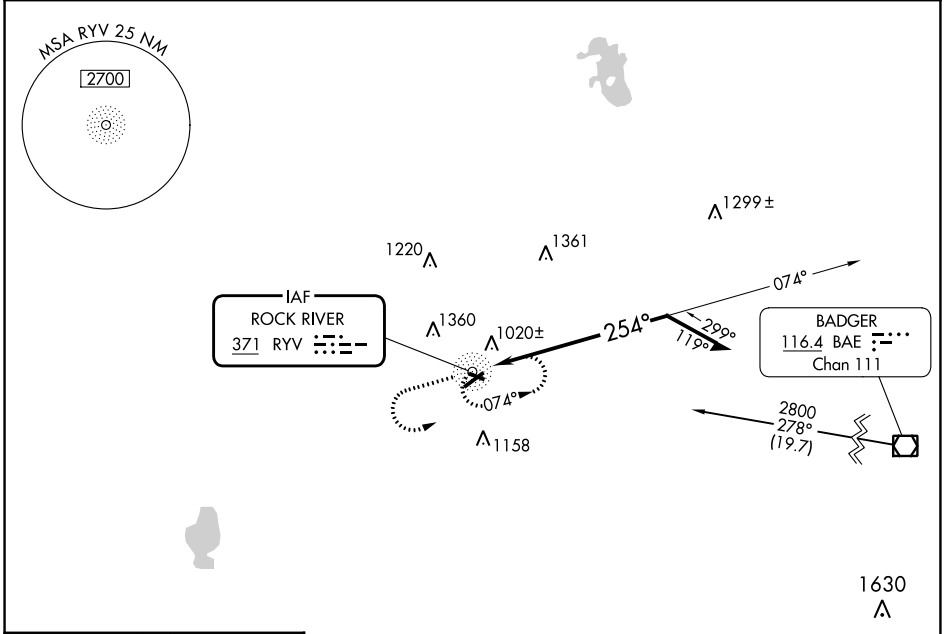 MSA RYV 25 NM
2700
1299 ±
1220
1361
074°
IAF
ROCK RIVER
371 RYV
1360
1020±
254°
299°
119°
BADGER
116.4 BAE
Chan 111
074°
2800
278°
(19.7)
1158
1630